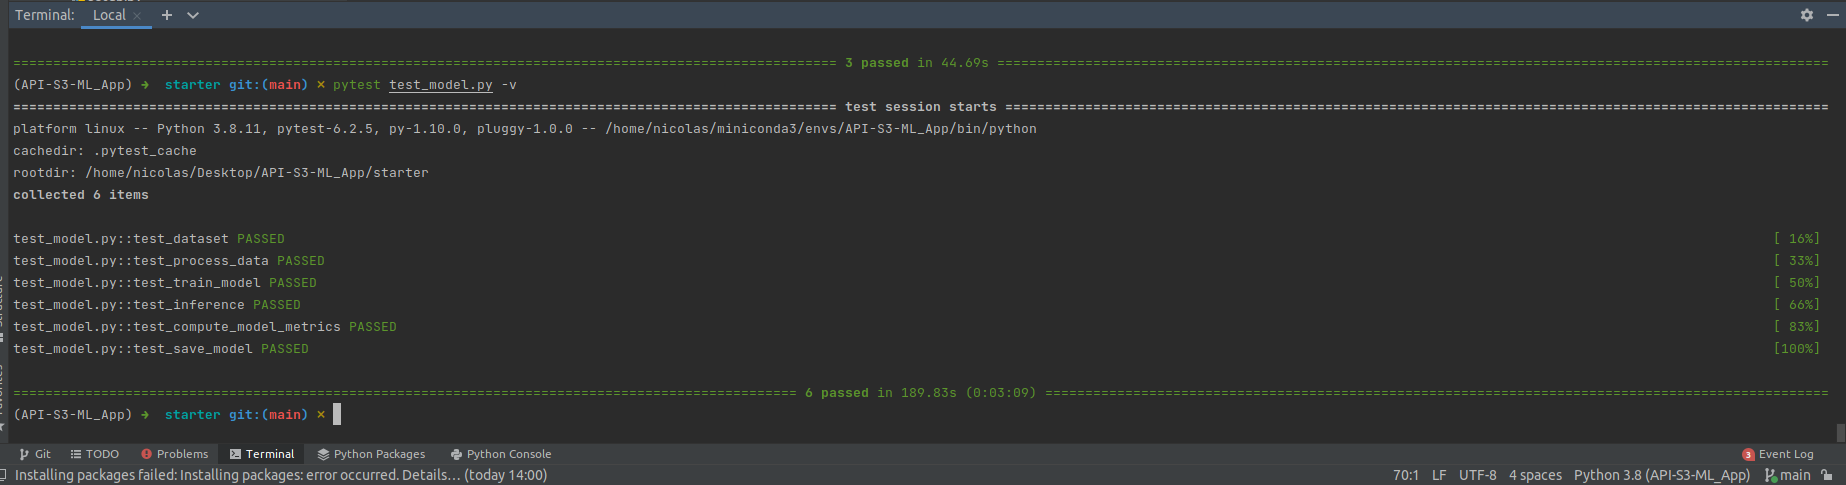 Terminal: Local × +
============ 3 passed in 44.69s ============
(API-S3-ML_App) ➜ starter git:(main) ✗ pytest test_model.py -v
============ test session starts ============
platform linux -- Python 3.8.11, pytest-6.2.5, py-1.10.0, pluggy-1.0.0 -- /home/nicolas/miniconda3/envs/API-S3-ML_App/bin/python
cachedir: .pytest_cache
rootdir: /home/nicolas/Desktop/API-S3-ML_App/starter
collected 6 items
test_model.py::test_dataset PASSED [ 16%]
test_model.py::test_process_data PASSED [ 33%]
test_model.py::test_train_model PASSED [ 50%]
test_model.py::test_inference PASSED [ 66%]
test_model.py::test_compute_model_metrics PASSED [ 83%]
test_model.py::test_save_model PASSED [100%]
============ 6 passed in 189.83s (0:03:09) ============
(API-S3-ML_App) ➜ starter git:(main) ✗
Git TODO Problems Terminal Python Packages Python Console 3 Event Log
Installing packages failed: Installing packages: error occurred. Details... (today 14:00) 70:1 LF UTF-8 4 spaces Python 3.8 (API-S3-ML_App) main